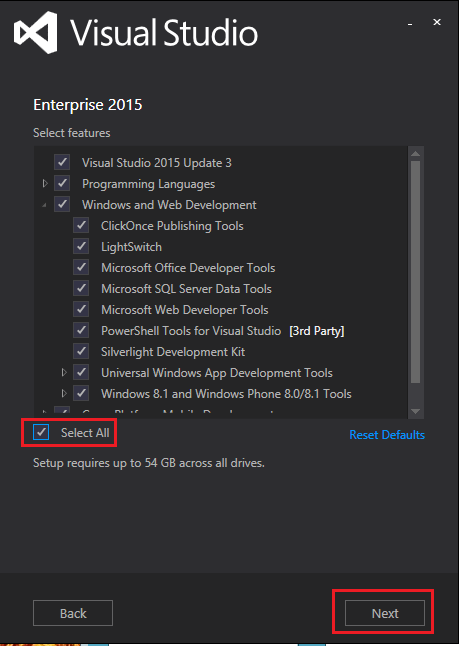 Visual Studio
Enterprise 2015
Select features
Visual Studio 2015 Update 3
Programming Languages
Windows and Web Development
ClickOnce Publishing Tools
LightSwitch
Microsoft Office Developer Tools
Microsoft SQL Server Data Tools
Microsoft Web Developer Tools
PowerShell Tools for Visual Studio [3rd Party]
Silverlight Development Kit
Universal Windows App Development Tools
Windows 8.1 and Windows Phone 8.0/8.1 Tools
Select All
Reset Defaults
Setup requires up to 54 GB across all drives.
Back
Next